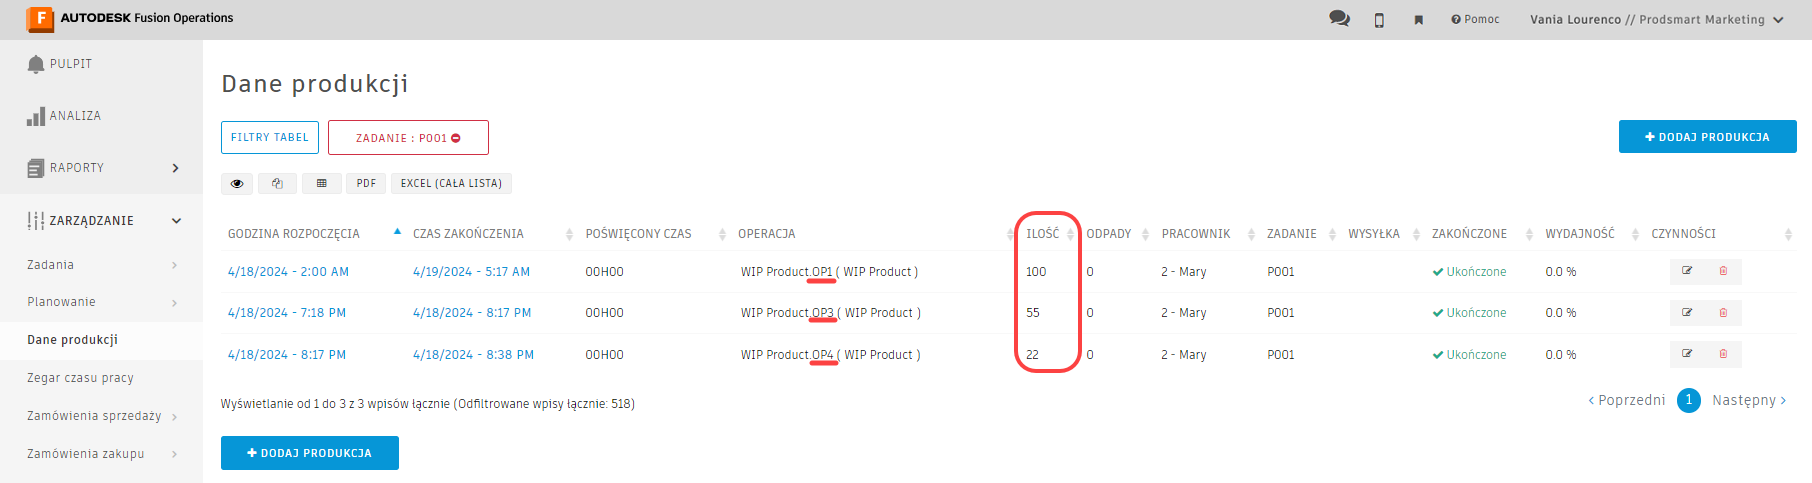 AUTODESK Fusion Operations
Pomoc
Vania Lourenco // Prodsmart Marketing
PULPIT
ANALIZA
RAPORTY
ZARZĄDZANIE
Zadania
Planowanie
Dane produkcji
Zegar czasu pracy
Zamówienia sprzedaży
Zamówienia zakupu
Dane produkcji
FILTRY TABEL
ZADANIE : P001
+ DODAJ PRODUKCJA
PDF
EXCEL (CAŁA LISTA)
GODZINA ROZPOCZĘCIA CZAS ZAKOŃCZENIA POŚWIĘCONY CZAS OPERACJA ILOŚĆ ODPADY PRACOWNIK ZADANIE WYSYŁKA ZAKOŃCZONE WYDAJNOŚĆ CZYNNOŚCI
4/18/2024 - 2:00 AM 4/19/2024 - 5:17 AM 00H00 WIP Product.OP1 ( WIP Product ) 100 0 2 - Mary P001 Ukończone 0.0 %
4/18/2024 - 7:18 PM 4/18/2024 - 8:17 PM 00H00 WIP Product.OP3 ( WIP Product ) 55 0 2 - Mary P001 Ukończone 0.0 %
4/18/2024 - 8:17 PM 4/18/2024 - 8:38 PM 00H00 WIP Product.OP4 ( WIP Product ) 22 0 2 - Mary P001 Ukończone 0.0 %
Wyświetlanie od 1 do 3 z 3 wpisów łącznie (Odfiltrowane wpisy łącznie: 518)
‹ Poprzedni 1 Następny ›
+ DODAJ PRODUKCJA